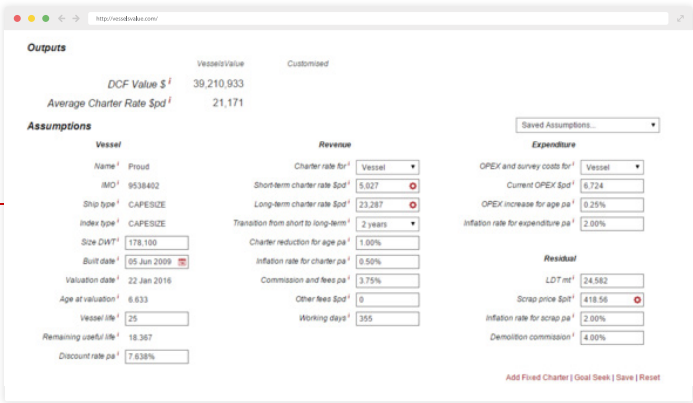 http://vesselsvalue.com/
Outputs
VesselsValue Customised
DCF Value $ i 39,210,933
Average Charter Rate $pd i 21,171
Assumptions Saved Assumptions...
Vessel Revenue Expenditure
Name i Proud Charter rate for i Vessel OPEX and survey costs for i Vessel
IMO i 9538402 Short-term charter rate $pd i 5,027 Current OPEX $pd i 6,724
Ship type i CAPESIZE Long-term charter rate $pd i 23,287 OPEX increase for age pa i 0.25%
Index type i CAPESIZE Transition from short to long-term i 2 years Inflation rate for expenditure pa i 2.00%
Size DWT i 178,100 Charter reduction for age pa i 1.00%
Built date i 05 Jun 2009 Inflation rate for charter pa i 0.50% Residual
Valuation date i 22 Jan 2016 Commission and fees pa i 3.75% LDT mt i 24,582
Age at valuation i 6.633 Other fees $pd i 0 Scrap price $plt i 418.56
Vessel life i 25 Working days i 355 Inflation rate for scrap pa i 2.00%
Remaining useful life i 18.367 Demolition commission i 4.00%
Discount rate pa i 7.638%
Add Fixed Charter | Goal Seek | Save | Reset